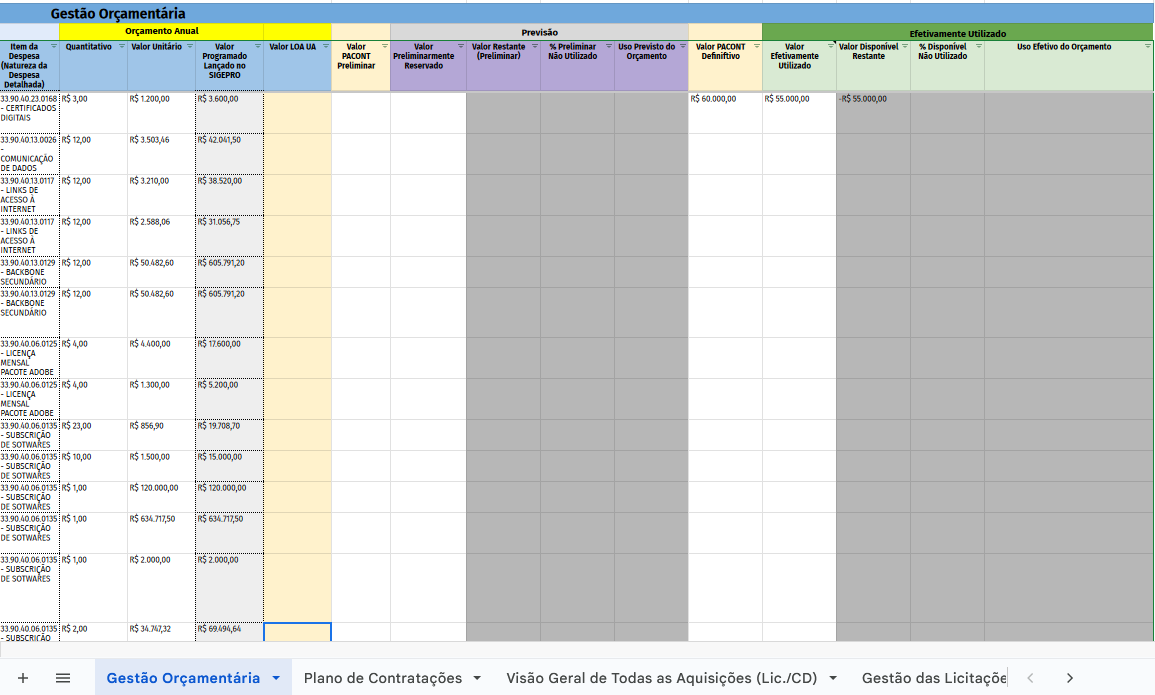 Gestão Orçamentária
Orçamento Anual
Previsão
Efetivamente Utilizado
Item da Despesa (Natureza da Despesa Detalhada)
Quantitativo
Valor Unitário
Valor Programado Lançado no SIGEPRO
Valor LOA UA
Valor PACONT Preliminar
Valor Preliminarmente Reservado
Valor Restante (Preliminar)
% Preliminar Não Utilizado
Uso Previsto do Orçamento
Valor PACONT Definiftivo
Valor Efetivamente Utilizado
Valor Disponível Restante
% Disponível Não Utilizado
Uso Efetivo do Orçamento
33.90.40.23.0168 - CERTIFICADOS DIGITAIS R$ 3,00 R$ 1.200,00 R$ 3.600,00 R$ 60.000,00 R$ 55.000,00 -R$ 55.000,00
33.90.40.13.0026 - COMUNICAÇÃO DE DADOS R$ 12,00 R$ 3.503,46 R$ 42.041,50
33.90.40.13.0117 - LINKS DE ACESSO À INTERNET R$ 12,00 R$ 3.210,00 R$ 38.520,00
33.90.40.13.0117 - LINKS DE ACESSO À INTERNET R$ 12,00 R$ 2.588,06 R$ 31.056,75
33.90.40.13.0129 - BACKBONE SECUNDÁRIO R$ 12,00 R$ 50.482,60 R$ 605.791,20
33.90.40.13.0129 - BACKBONE SECUNDÁRIO R$ 12,00 R$ 50.482,60 R$ 605.791,20
33.90.40.06.0125 - LICENÇA MENSAL PACOTE ADOBE R$ 4,00 R$ 4.400,00 R$ 17.600,00
33.90.40.06.0125 - LICENÇA MENSAL PACOTE ADOBE R$ 4,00 R$ 1.300,00 R$ 5.200,00
33.90.40.06.0135 - SUBSCRIÇÃO DE SOTWARES R$ 23,00 R$ 856,90 R$ 19.708,70
33.90.40.06.0135 - SUBSCRIÇÃO DE SOTWARES R$ 10,00 R$ 1.500,00 R$ 15.000,00
33.90.40.06.0135 - SUBSCRIÇÃO DE SOTWARES R$ 1,00 R$ 120.000,00 R$ 120.000,00
33.90.40.06.0135 - SUBSCRIÇÃO DE SOTWARES R$ 1,00 R$ 634.717,50 R$ 634.717,50
33.90.40.06.0135 - SUBSCRIÇÃO DE SOTWARES R$ 1,00 R$ 2.000,00 R$ 2.000,00
33.90.40.06.0135 - SUBSCRIÇÃO R$ 2,00 R$ 34.747,32 R$ 69.494,64
Gestão Orçamentária
Plano de Contratações
Visão Geral de Todas as Aquisições (Lic./CD)
Gestão das Licitaçõe